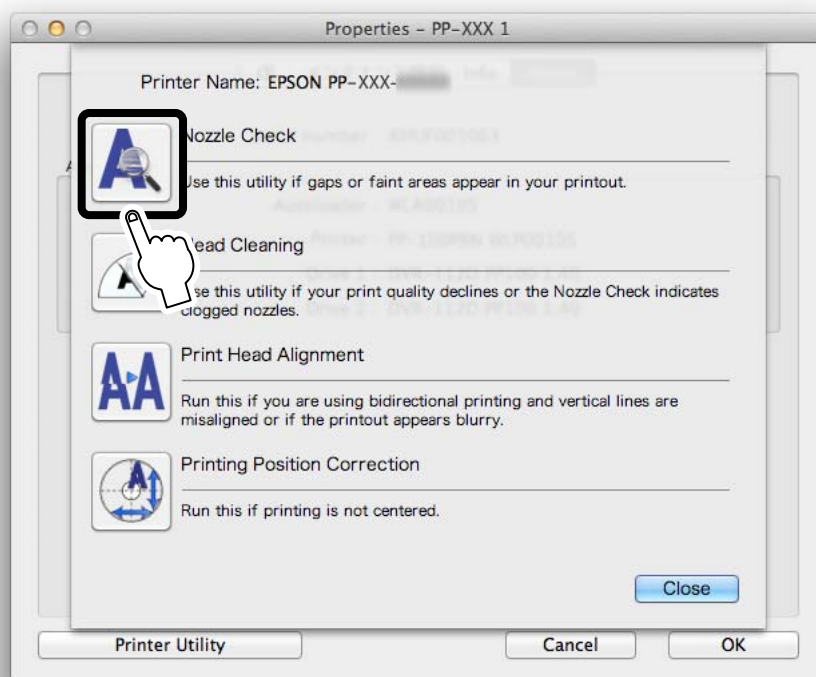 Properties – PP-XXX 1
Printer Name: EPSON PP-XXX-
Nozzle Check
Use this utility if gaps or faint areas appear in your printout.
Head Cleaning
Use this utility if your print quality declines or the Nozzle Check indicates
clogged nozzles.
Print Head Alignment
Run this if you are using bidirectional printing and vertical lines are
misaligned or if the printout appears blurry.
Printing Position Correction
Run this if printing is not centered.
Close
Printer Utility
Cancel
OK